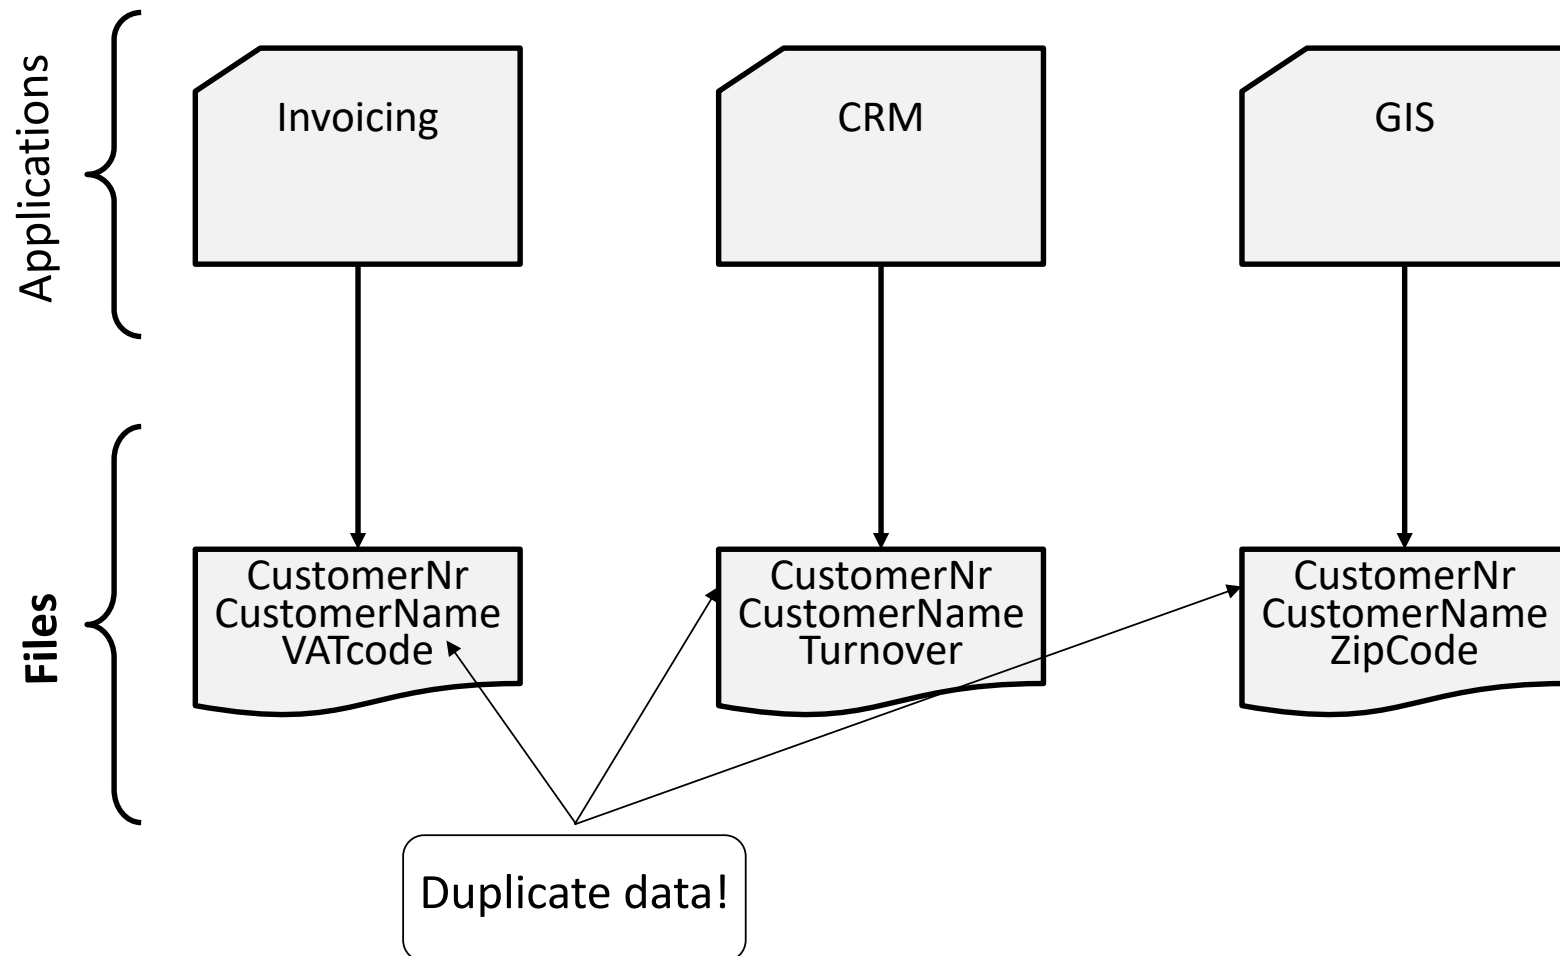 Applications
Invoicing
CRM
GIS
Files
CustomerNr
CustomerName
VATcode
CustomerNr
CustomerName
Turnover
CustomerNr
CustomerName
ZipCode
Duplicate data!